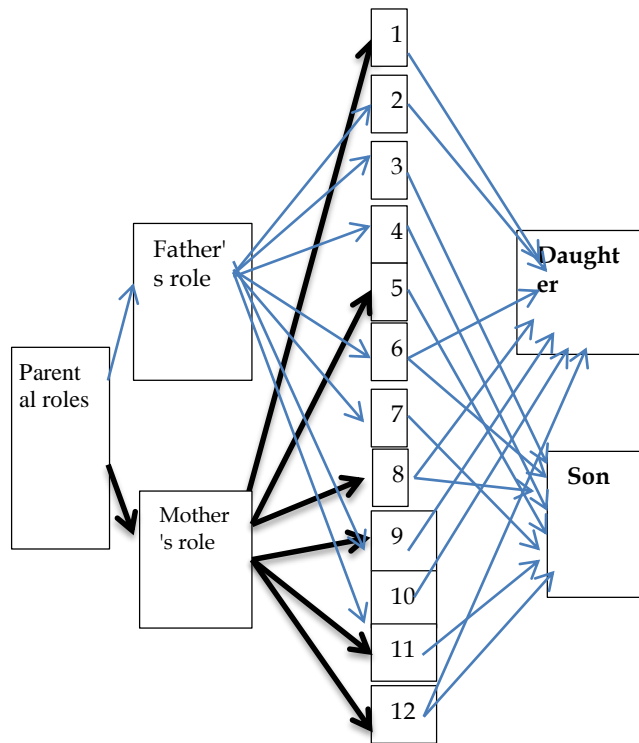 Parent
al roles
Father'
s role
Mother
's role
1
2
3
4
5
6
7
8
9
10
11
12
Daught
er
Son